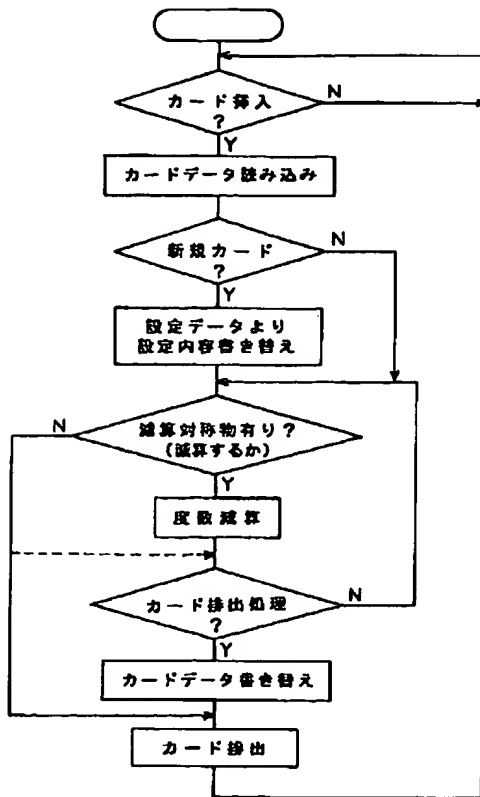 カード挿入
?
N
Y
カードデータ読み込み
新規カード
?
N
Y
設定データより
設定内容書き替え
N
減算対称物有り?
(減算するか)
Y
度数減算
カード排出処理
?
N
Y
カードデータ書き替え
カード排出